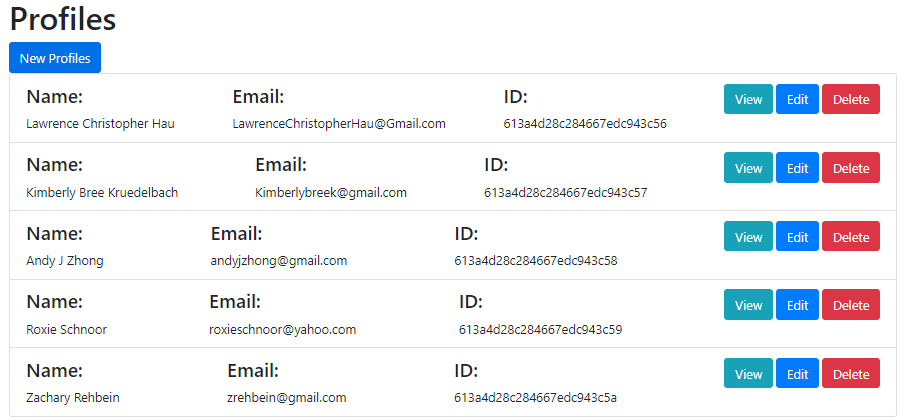 Profiles
New Profiles
Name: Email: ID: View Edit Delete
Lawrence Christopher Hau LawrenceChristopherHau@Gmail.com 613a4d28c284667edc943c56
Name: Email: ID: View Edit Delete
Kimberly Bree Kruedelbach Kimberlybreek@gmail.com 613a4d28c284667edc943c57
Name: Email: ID: View Edit Delete
Andy J Zhong andyjzhong@gmail.com 613a4d28c284667edc943c58
Name: Email: ID: View Edit Delete
Roxie Schnoor roxieschnoor@yahoo.com 613a4d28c284667edc943c59
Name: Email: ID: View Edit Delete
Zachary Rehbein zrehbein@gmail.com 613a4d28c284667edc943c5a